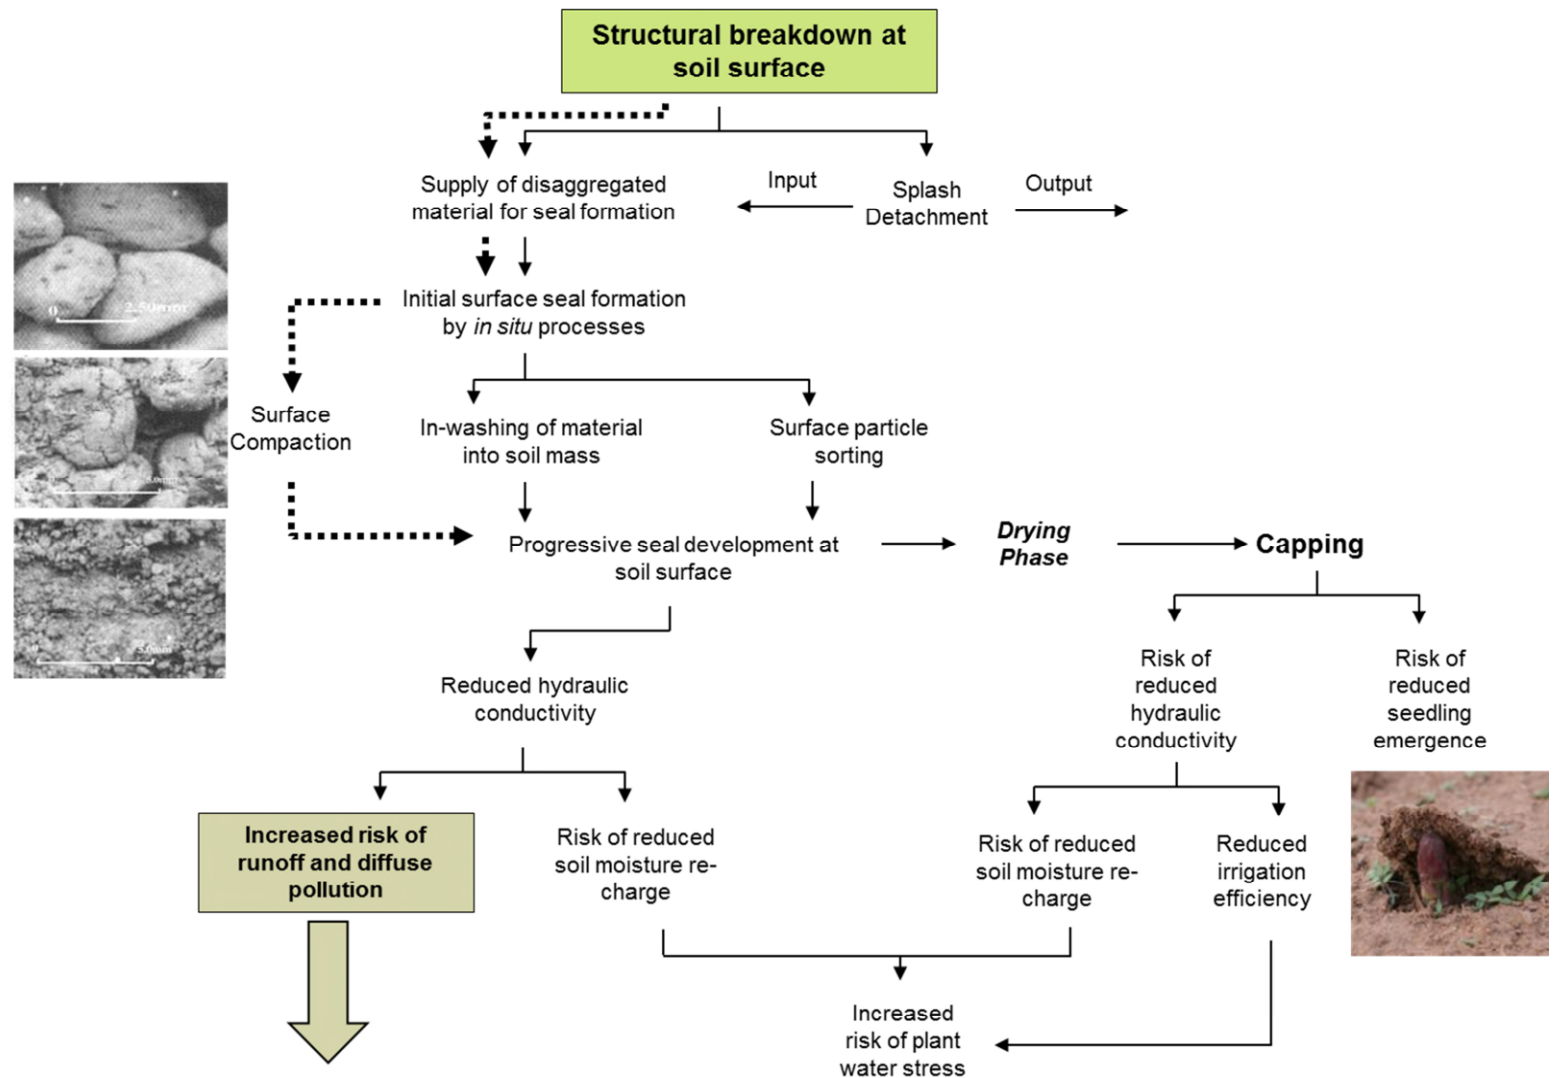 Structural breakdown at
soil surface
Supply of disaggregated
material for seal formation
Input
Splash
Detachment
Output
Initial surface seal formation
by in situ processes
0
2.50mm
Surface
Compaction
In-washing of material
into soil mass
Surface particle
sorting
Progressive seal development at
soil surface
Drying
Phase
Capping
Reduced hydraulic
conductivity
Risk of
reduced
hydraulic
conductivity
Risk of
reduced
seedling
emergence
Increased risk of
runoff and diffuse
pollution
Risk of reduced
soil moisture re-
charge
Risk of reduced
soil moisture re-
charge
Reduced
irrigation
efficiency
Increased
risk of plant
water stress